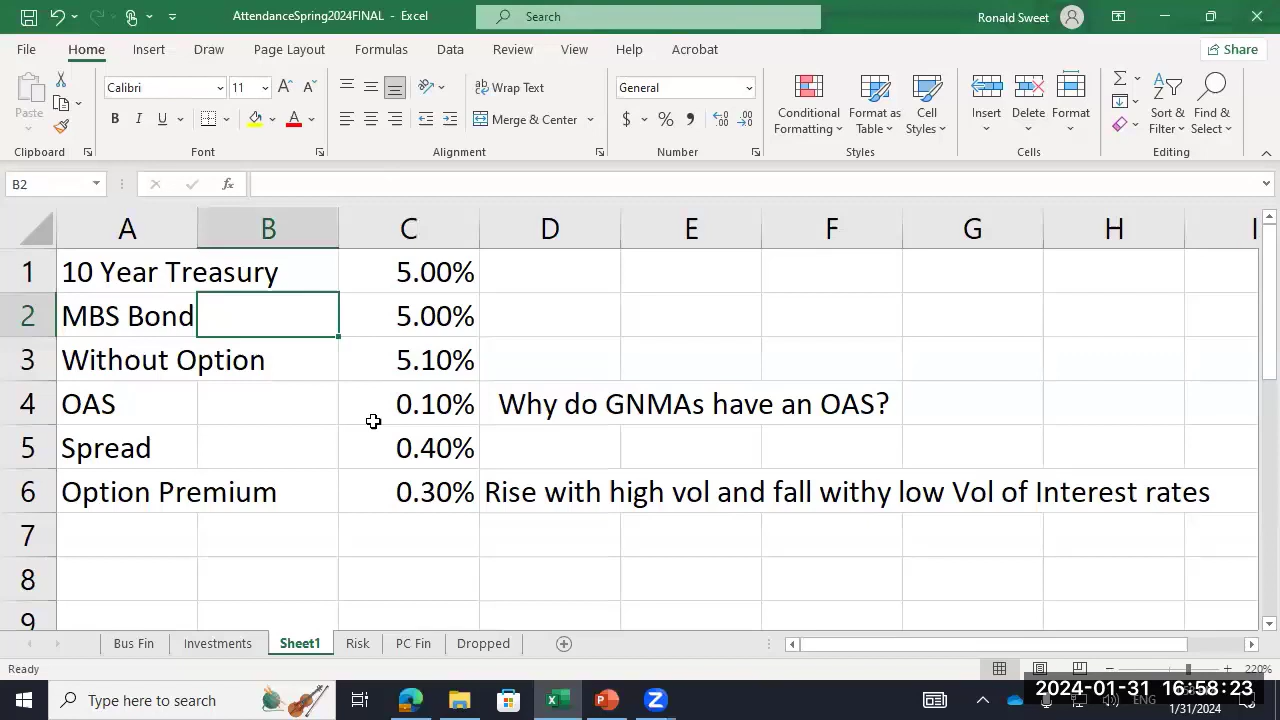 AttendanceSpring2024FINAL - Excel
Search
Ronald Sweet
File Home Insert Draw Page Layout Formulas Data Review View Help Acrobat Share
Paste
Clipboard
Calibri 11
B I U A
Font
Wrap Text
Merge & Center
Alignment
General
$ % ,
Number
Conditional Formatting
Format as Table
Cell Styles
Styles
Insert Delete Format
Cells
Sort & Filter
Find & Select
Editing
B2 fx
A B C D E F G H I
1 10 Year Treasury 5.00%
2 MBS Bond 5.00%
3 Without Option 5.10%
4 OAS 0.10% Why do GNMAs have an OAS?
5 Spread 0.40%
6 Option Premium 0.30% Rise with high vol and fall withy low Vol of Interest rates
7
8
9
Bus Fin Investments Sheet1 Risk PC Fin Dropped
Ready 220%
Type here to search
ENG
2024-01-31 16:58:23
1/31/2024